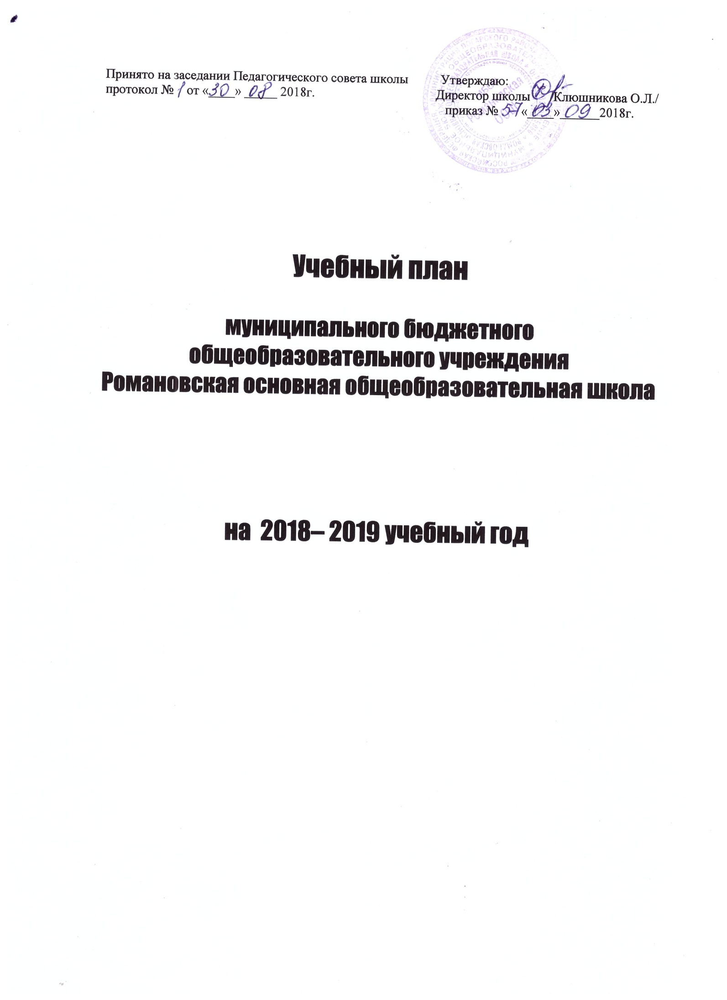 Принято на заседании Педагогического совета школы
протокол № 1 от «30» 08 2018г.
Утверждаю:
Директор школы /Клюшникова О.Л./
приказ № 57 «03» 09 2018г.
Учебный план
муниципального бюджетного
общеобразовательного учреждения
Романовская основная общеобразовательная школа
на 2018– 2019 учебный год